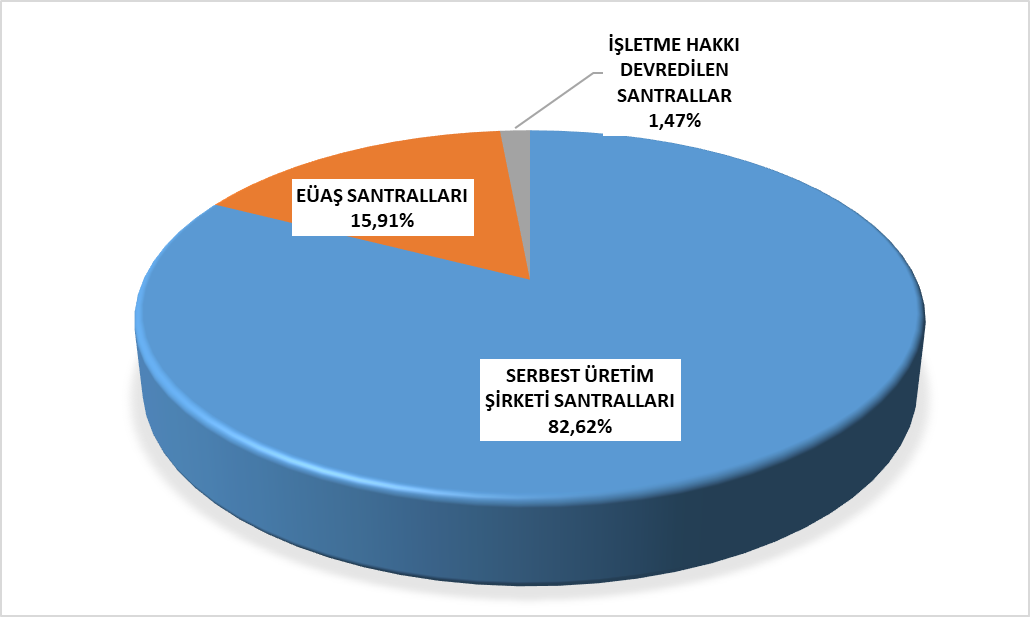 İŞLETME HAKKI
DEVREDİLEN
SANTRALLAR
1,47%
EÜAŞ SANTRALLARI
15,91%
SERBEST ÜRETİM
ŞİRKETİ SANTRALLARI
82,62%